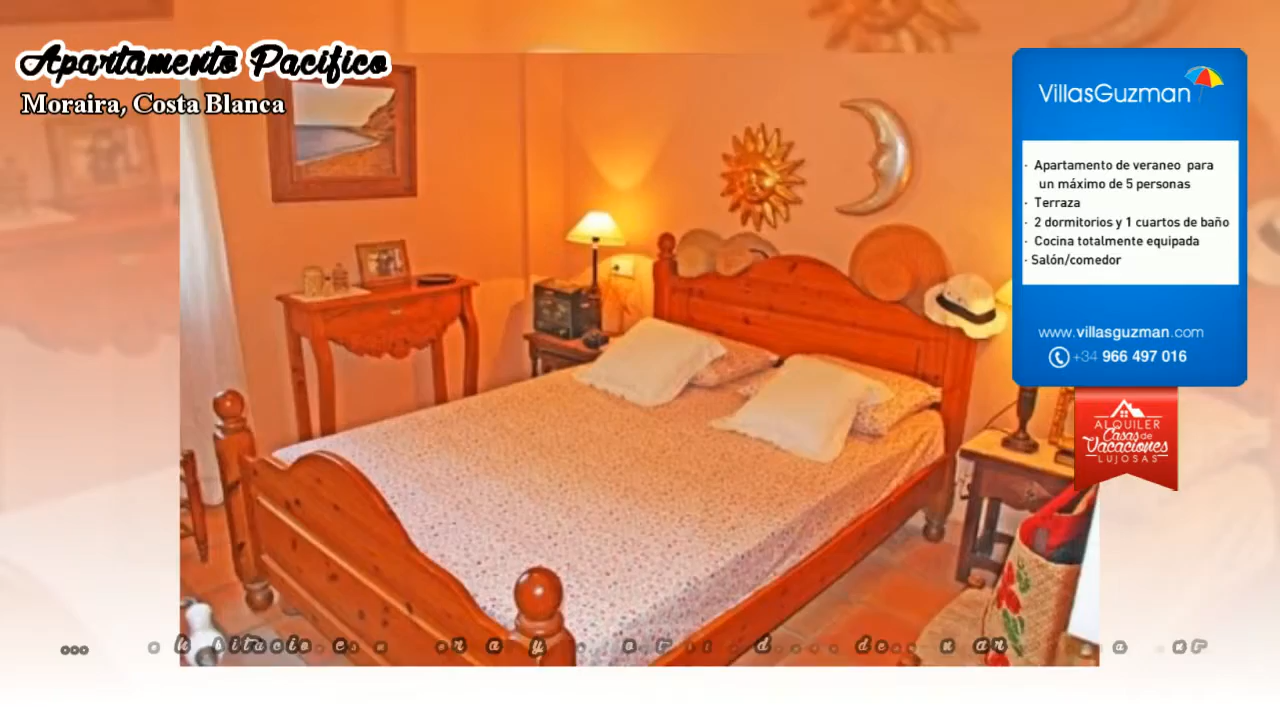 Apartamento Pacifico
Moraira, Costa Blanca
VillasGuzman
· Apartamento de veraneo para
un máximo de 5 personas
· Terraza
· 2 dormitorios y 1 cuartos de baño
· Cocina totalmente equipada
· Salón/comedor
www.villasguzman.com
+34 966 497 016
ALQUILER
Casas de
Vacaciones
LUJOSAS